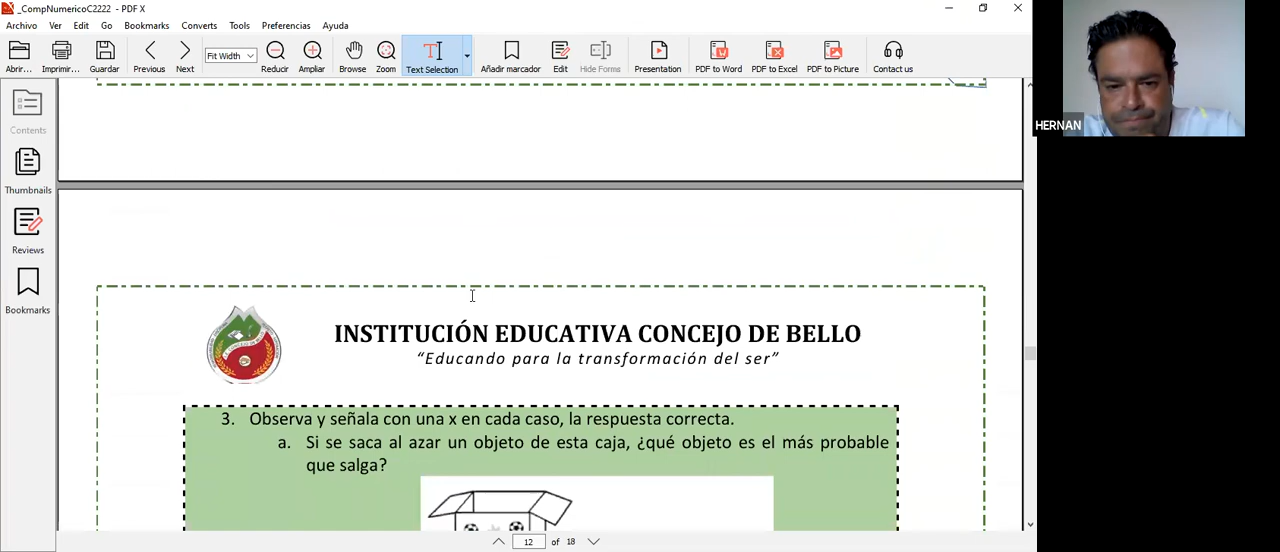 _CompNumericoC2222 - PDF X
Archivo Ver Edit Go Bookmarks Converts Tools Preferencias Ayuda
Abrir... Imprimir... Guardar Previous Next Fit Width Reducir Ampliar Browse Zoom Text Selection Añadir marcador Edit Hide Forms Presentation PDF to Word PDF to Excel PDF to Picture Contact us
Contents
Thumbnails
Reviews
Bookmarks
HERNAN
INSTITUCIÓN EDUCATIVA CONCEJO DE BELLO
“Educando para la transformación del ser”
3. Observa y señala con una x en cada caso, la respuesta correcta.
a. Si se saca al azar un objeto de esta caja, ¿qué objeto es el más probable
que salga?
12 of 18